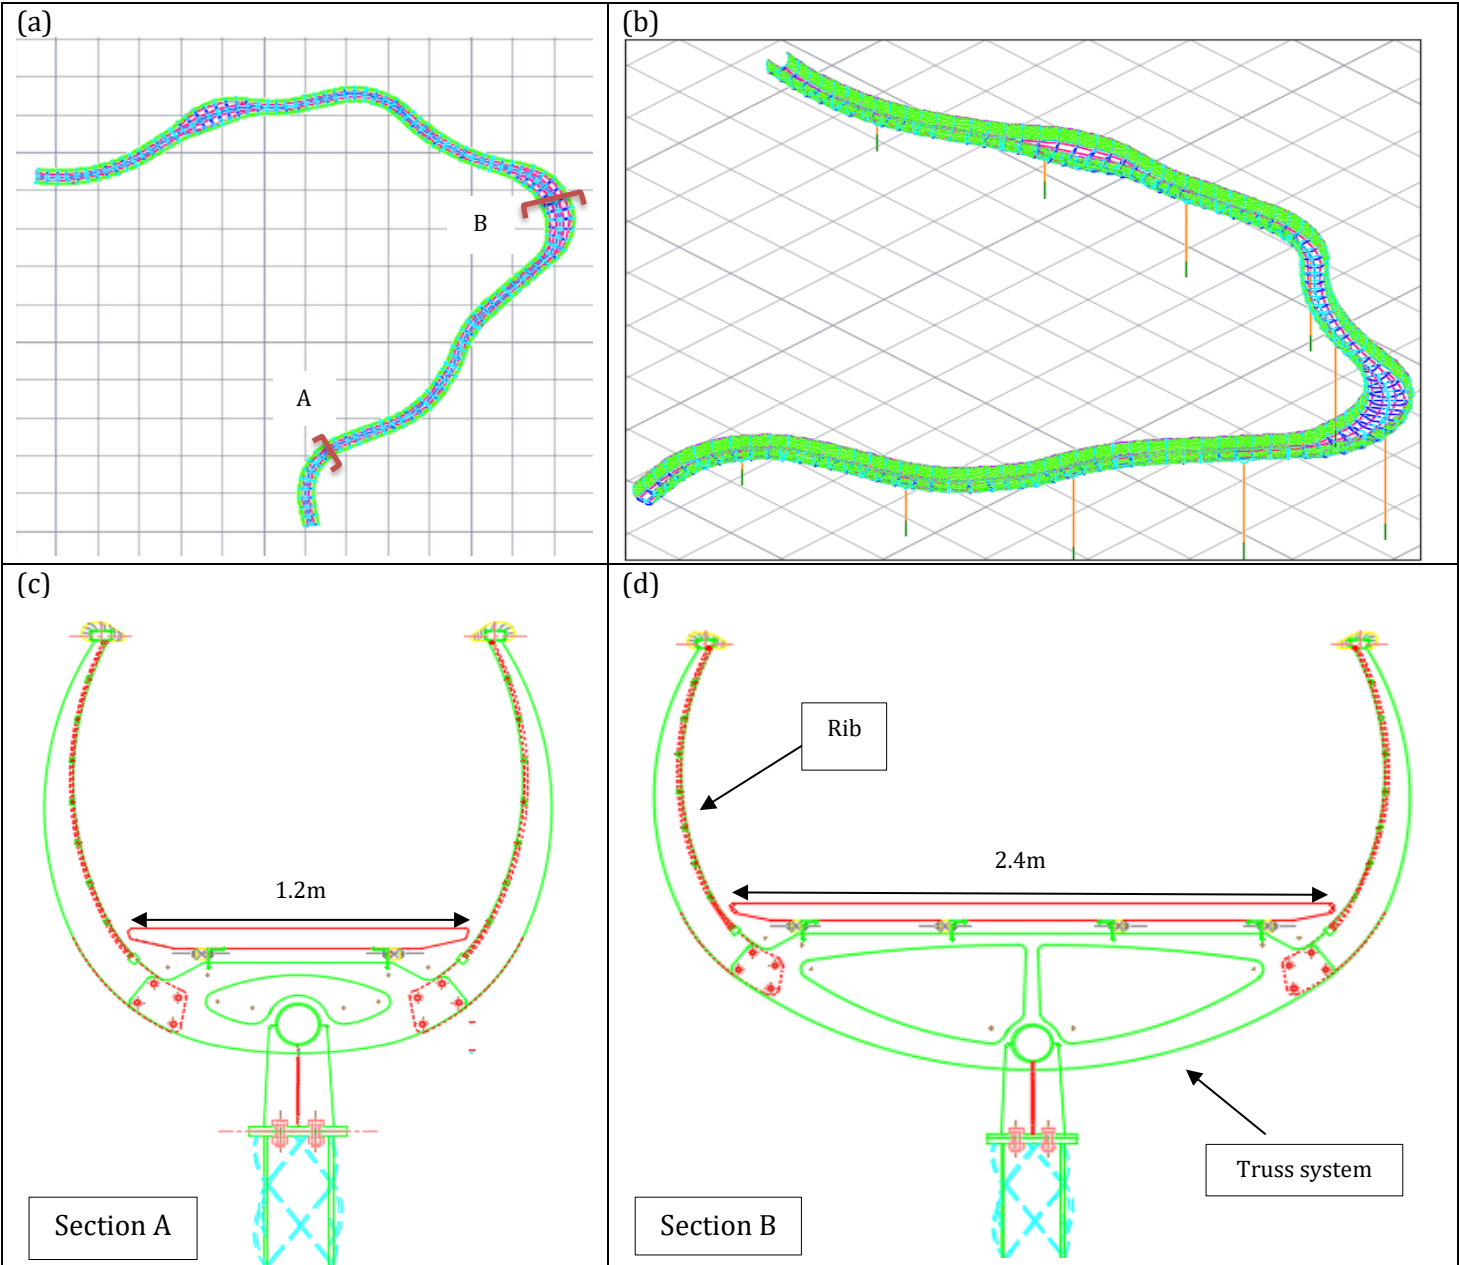 (a)
B
A
(b)
(c)
1.2m
Section A
(d)
Rib
2.4m
Truss system
Section B